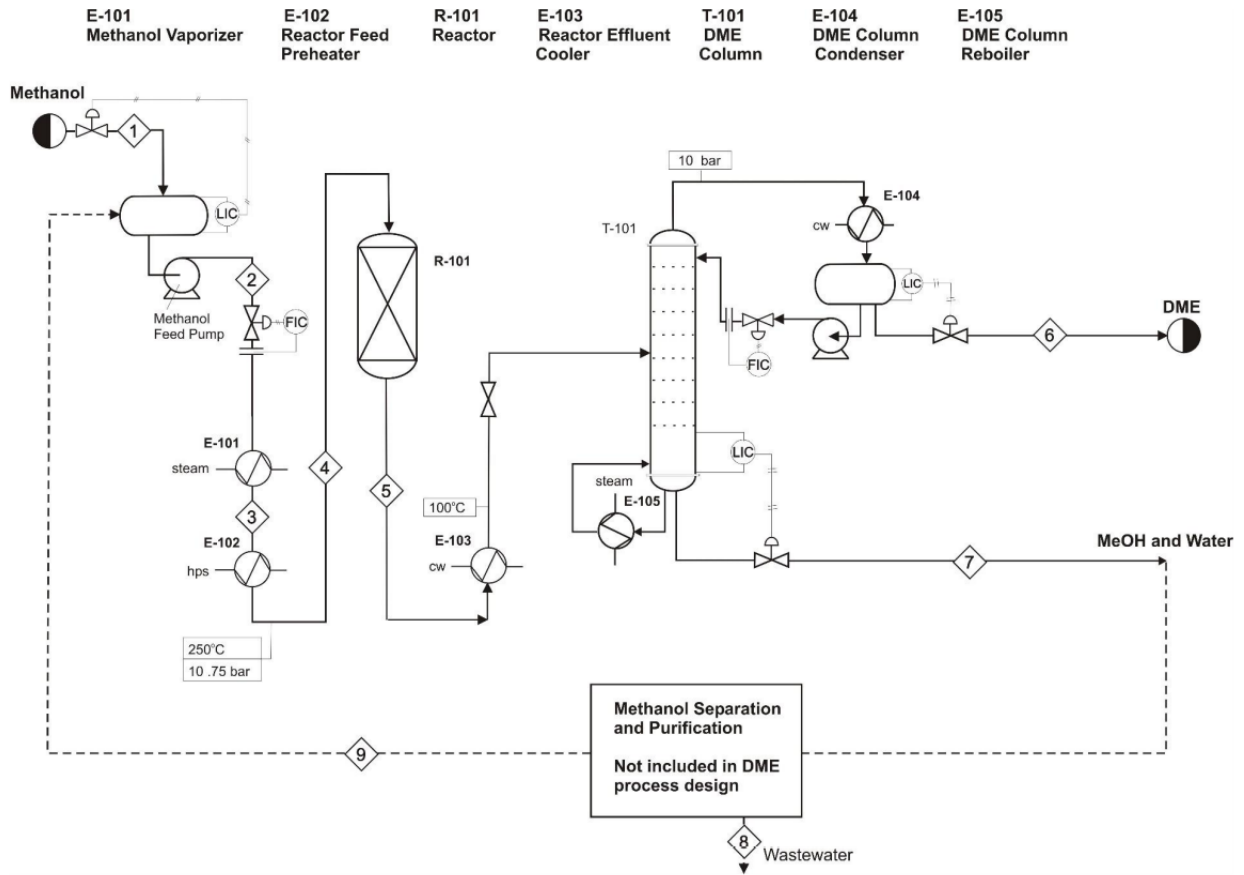 E-101
Methanol Vaporizer
E-102
Reactor Feed
Preheater
R-101
Reactor
E-103
Reactor Effluent
Cooler
T-101
DME
Column
E-104
DME Column
Condenser
E-105
DME Column
Reboiler
Methanol
1
LIC
2
Methanol
Feed Pump
FIC
E-101
steam
3
E-102
hps
250°C
10 .75 bar
4
R-101
5
100°C
E-103
cw
10 bar
T-101
E-104
cw
LIC
DME
FIC
6
LIC
steam
E-105
7
MeOH and Water
Methanol Separation
and Purification
Not included in DME
process design
9
8
Wastewater